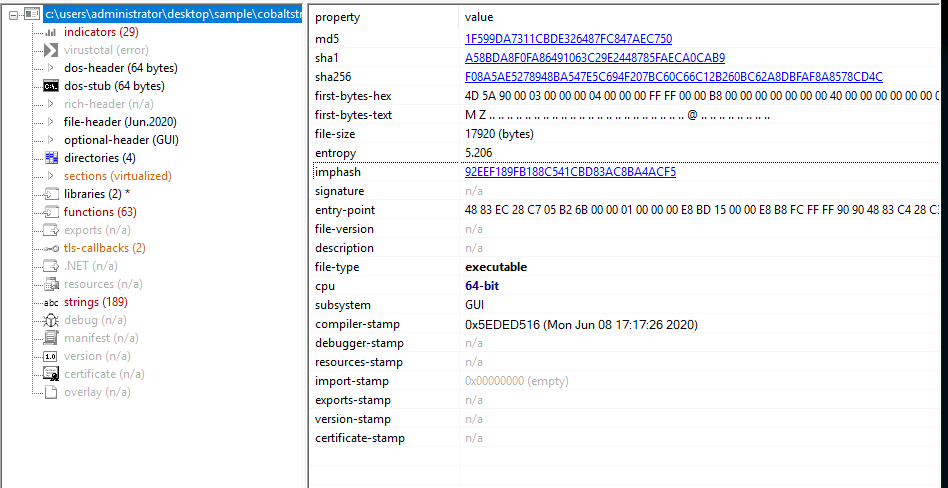 c:\users\administrator\desktop\sample\cobaltstr
indicators (29)
virustotal (error)
dos-header (64 bytes)
dos-stub (64 bytes)
rich-header (n/a)
file-header (Jun.2020)
optional-header (GUI)
directories (4)
sections (virtualized)
libraries (2) *
functions (63)
exports (n/a)
tls-callbacks (2)
.NET (n/a)
resources (n/a)
abc strings (189)
debug (n/a)
manifest (n/a)
1.0 version (n/a)
certificate (n/a)
overlay (n/a)
property value
md5 1F599DA7311CBDE326487FC847AEC750
sha1 A58BDA8F0FA86491063C29E2448785FAECA0CAB9
sha256 F08A5AE5278948BA547E5C694F207BC60C66C12B260BC62A8DBFAF8A8578CD4C
first-bytes-hex 4D 5A 90 00 03 00 00 00 04 00 00 00 FF FF 00 00 B8 00 00 00 00 00 00 00 40 00 00 00 00 00 00 0
first-bytes-text M Z .. .. .. .. .. .. .. .. .. .. .. .. .. .. .. .. .. .. .. .. .. .. @ .. .. .. .. .. .. ..
file-size 17920 (bytes)
entropy 5.206
imphash 92EEF189FB188C541CBD83AC8BA4ACF5
signature n/a
entry-point 48 83 EC 28 C7 05 B2 6B 00 00 01 00 00 00 E8 BD 15 00 00 E8 B8 FC FF FF 90 90 48 83 C4 28 C3
file-version n/a
description n/a
file-type executable
cpu 64-bit
subsystem GUI
compiler-stamp 0x5EDED516 (Mon Jun 08 17:17:26 2020)
debugger-stamp n/a
resources-stamp n/a
import-stamp 0x00000000 (empty)
exports-stamp n/a
version-stamp n/a
certificate-stamp n/a